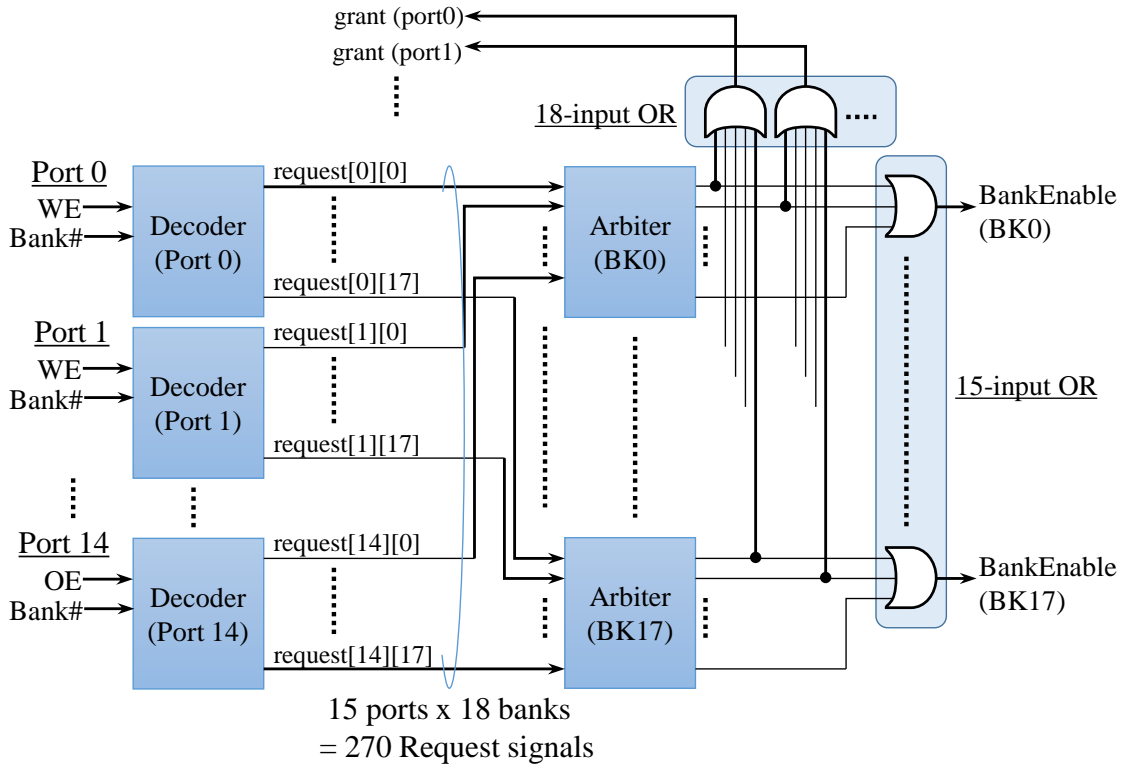 grant (port0)
grant (port1)
18-input OR
Port 0
WE
Bank#
Decoder
(Port 0)
request[0][0]
request[0][17]
Arbiter
(BK0)
BankEnable
(BK0)
Port 1
WE
Bank#
Decoder
(Port 1)
request[1][0]
request[1][17]
15-input OR
Port 14
OE
Bank#
Decoder
(Port 14)
request[14][0]
request[14][17]
Arbiter
(BK17)
BankEnable
(BK17)
15 ports x 18 banks
= 270 Request signals